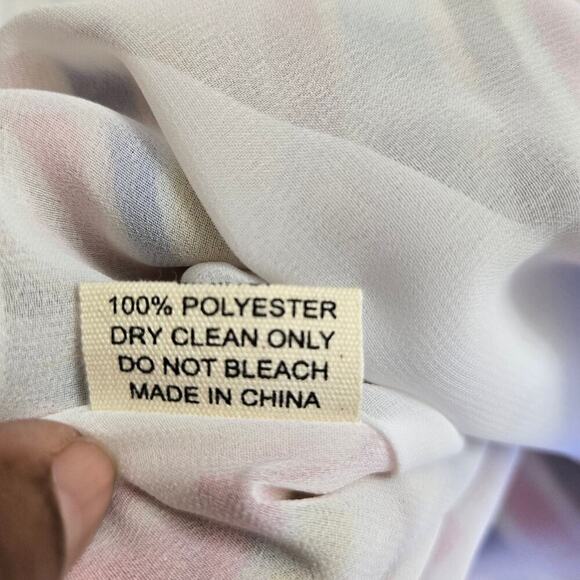 100% POLYESTER
DRY CLEAN ONLY
DO NOT BLEACH
MADE IN CHINA